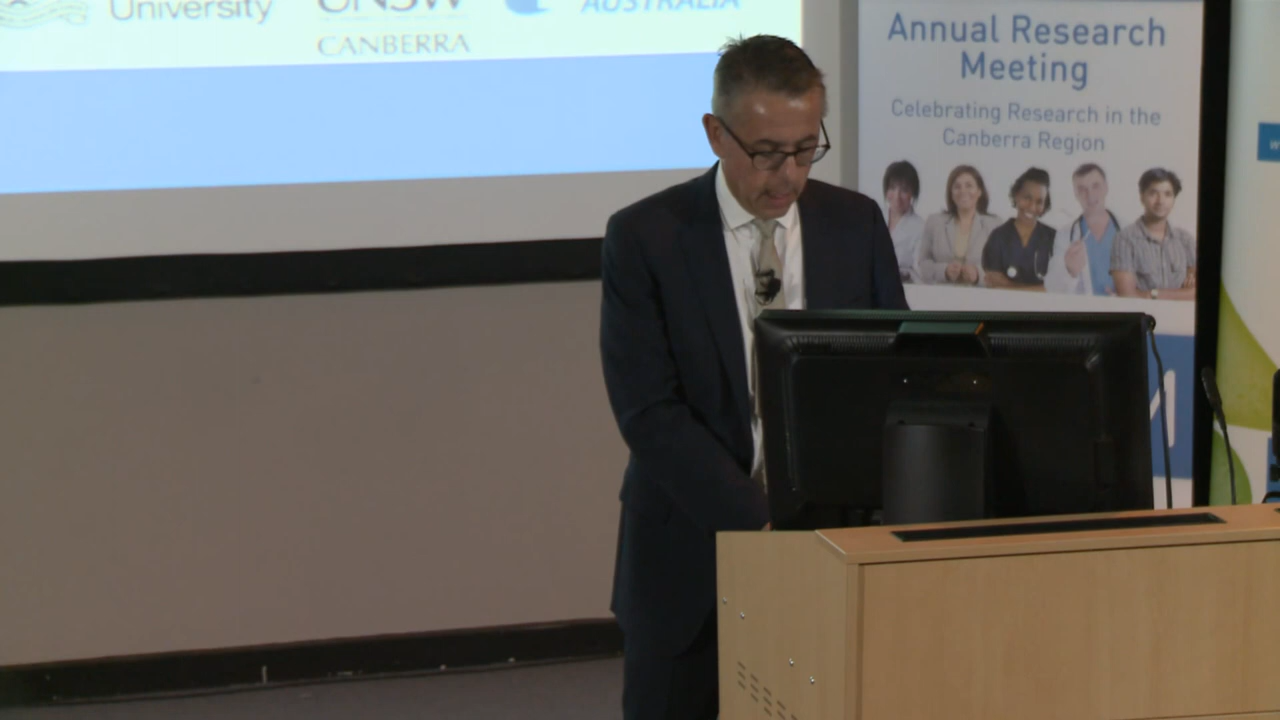 University
UNSW
CANBERRA
AUSTRALIA
Annual Research
Meeting
Celebrating Research in the
Canberra Region